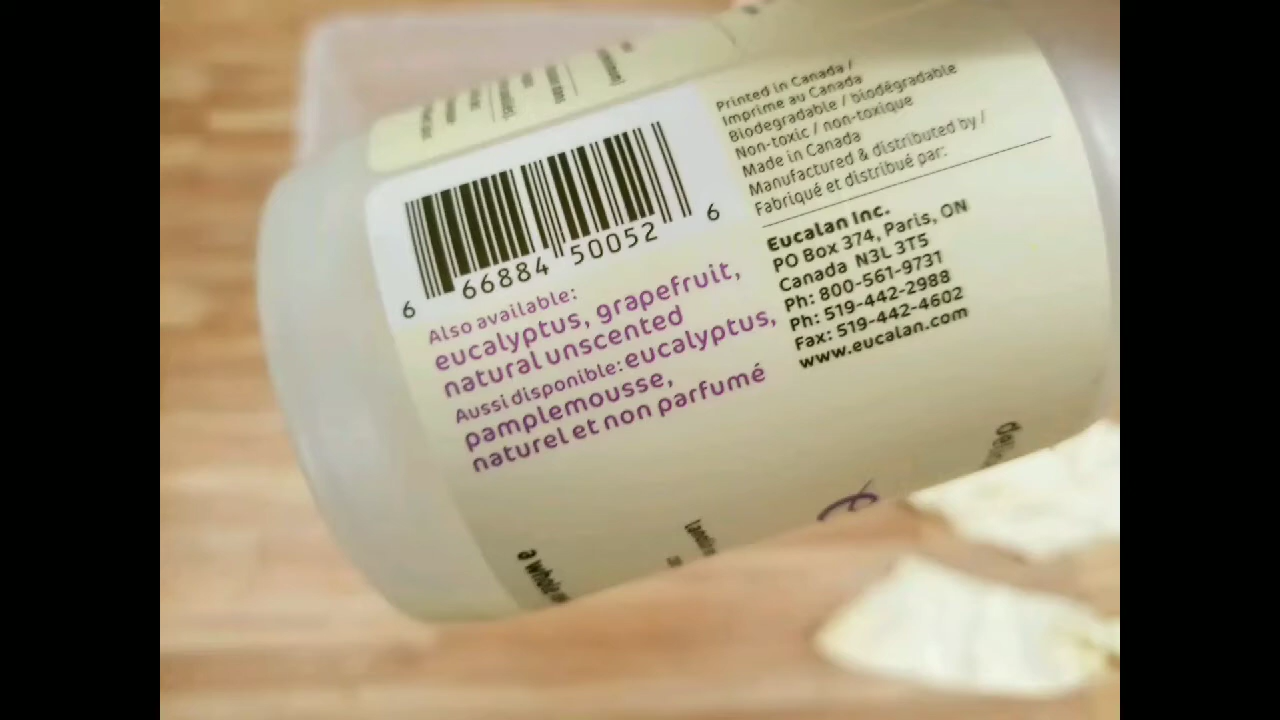 6 66884 50052 6
Also available:
eucalyptus, grapefruit,
natural unscented
Aussi disponible: eucalyptus,
pamplemousse,
naturel et non parfumé
Printed in Canada /
Imprime au Canada
Biodegradable / biodégradable
Non-toxic / non-toxique
Made in Canada
Manufactured & distributed by /
Fabriqué et distribué par:
Eucalan Inc.
PO Box 374, Paris, ON
Canada N3L 3T5
Ph: 800-561-9731
Ph: 519-442-2988
Fax: 519-442-4602
www.eucalan.com
a whole